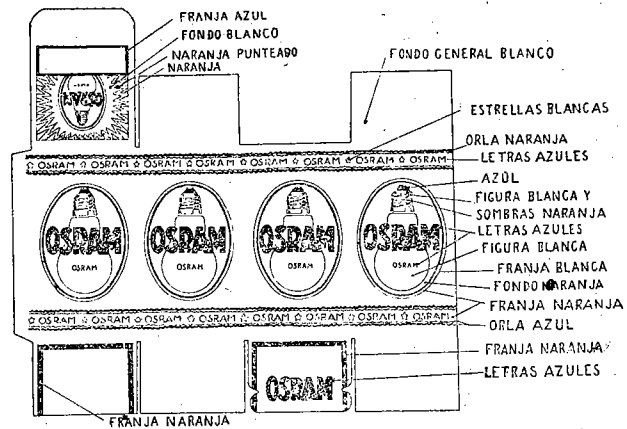 FRANJA AZUL
FONDO BLANCO
NARANJA PUNTEADO
NARANJA
FONDO GENERAL BLANCO
OSRAM
ESTRELLAS BLANCAS
ORLA NARANJA
☆ OSRAM ☆ OSRAM ☆ OSRAM ☆ OSRAM ☆ OSRAM ☆ OSRAM ☆ OSRAM ☆ OSRAM
LETRAS AZULES
AZUL
FIGURA BLANCA Y
SOMBRAS NARANJA
LETRAS AZULES
FIGURA BLANCA
FRANJA BLANCA
FONDO NARANJA
FRANJA NARANJA
OSRAM OSRAM OSRAM OSRAM
OSRAM OSRAM OSRAM OSRAM
☆ OSRAM ☆ OSRAM ☆ OSRAM ☆ OSRAM ☆ OSRAM ☆ OSRAM ☆ OSRAM ☆ OSRAM
ORLA AZUL
FRANJA NARANJA
LETRAS AZULES
OSRAM
FRANJA NARANJA